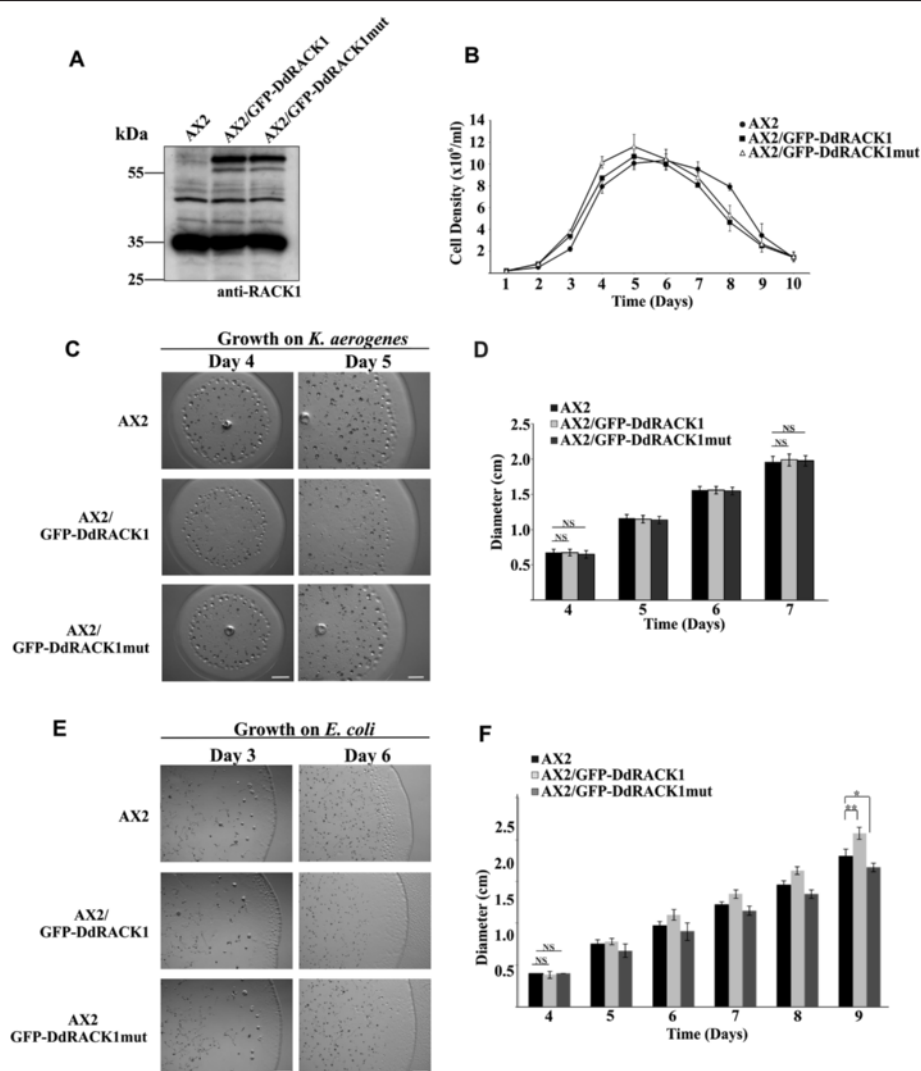 A
AX2
AX2/GFP-DdRACK1
AX2/GFP-DdRACK1mut
kDa
55
35
25
anti-RACK1
B
AX2
AX2/GFP-DdRACK1
AX2/GFP-DdRACK1mut
14
12
10
8
6
4
2
Cell Density (x10⁶/ml)
1 2 3 4 5 6 7 8 9 10
Time (Days)
C
Growth on K. aerogenes
Day 4 Day 5
AX2
AX2/
GFP-DdRACK1
AX2/
GFP-DdRACK1mut
D
AX2
AX2/GFP-DdRACK1
AX2/GFP-DdRACK1mut
2.5
2.0
1.5
1.0
0.5
Diameter (cm)
NS
NS
NS
NS
4 5 6 7
Time (Days)
E
Growth on E. coli
Day 3 Day 6
AX2
AX2/
GFP-DdRACK1
AX2
GFP-DdRACK1mut
F
AX2
AX2/GFP-DdRACK1
AX2/GFP-DdRACK1mut
2.5
2.0
1.5
1.0
0.5
Diameter (cm)
NS
NS
*
**
4 5 6 7 8 9
Time (Days)